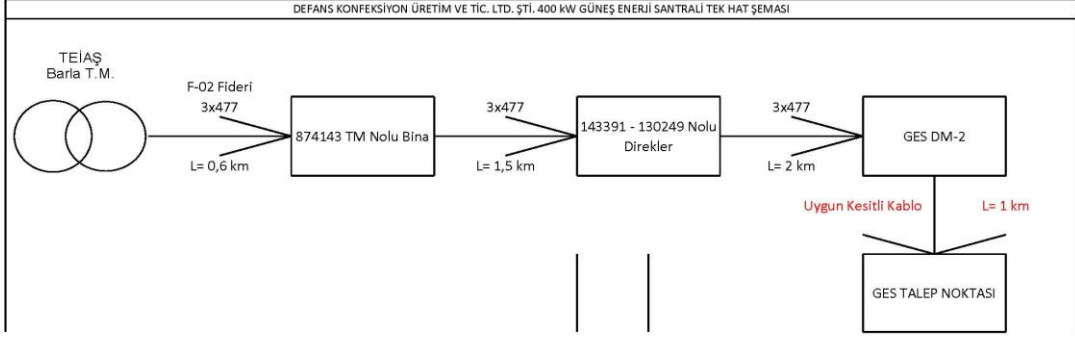 DEFANS KONFEKSİYON ÜRETİM VE TİC. LTD. ŞTİ. 400 kW GÜNEŞ ENERJİ SANTRALİ TEK HAT ŞEMASI
TEİAŞ
Barla T.M.
F-02 Fideri
3x477
L= 0,6 km
874143 TM Nolu Bina
3x477
L= 1,5 km
143391 - 130249 Nolu
Direkler
3x477
L= 2 km
GES DM-2
Uygun Kesitli Kablo
L= 1 km
GES TALEP NOKTASI